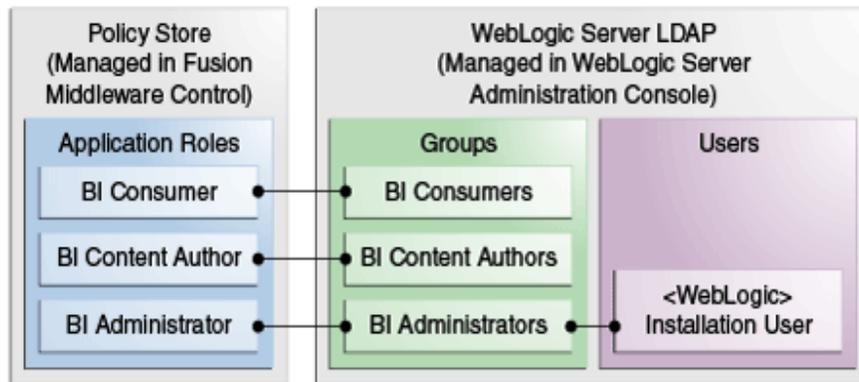 Policy Store
(Managed in Fusion
Middleware Control)
Application Roles
BI Consumer
BI Content Author
BI Administrator
WebLogic Server LDAP
(Managed in WebLogic Server
Administration Console)
Groups
BI Consumers
BI Content Authors
BI Administrators
Users
<WebLogic>
Installation User